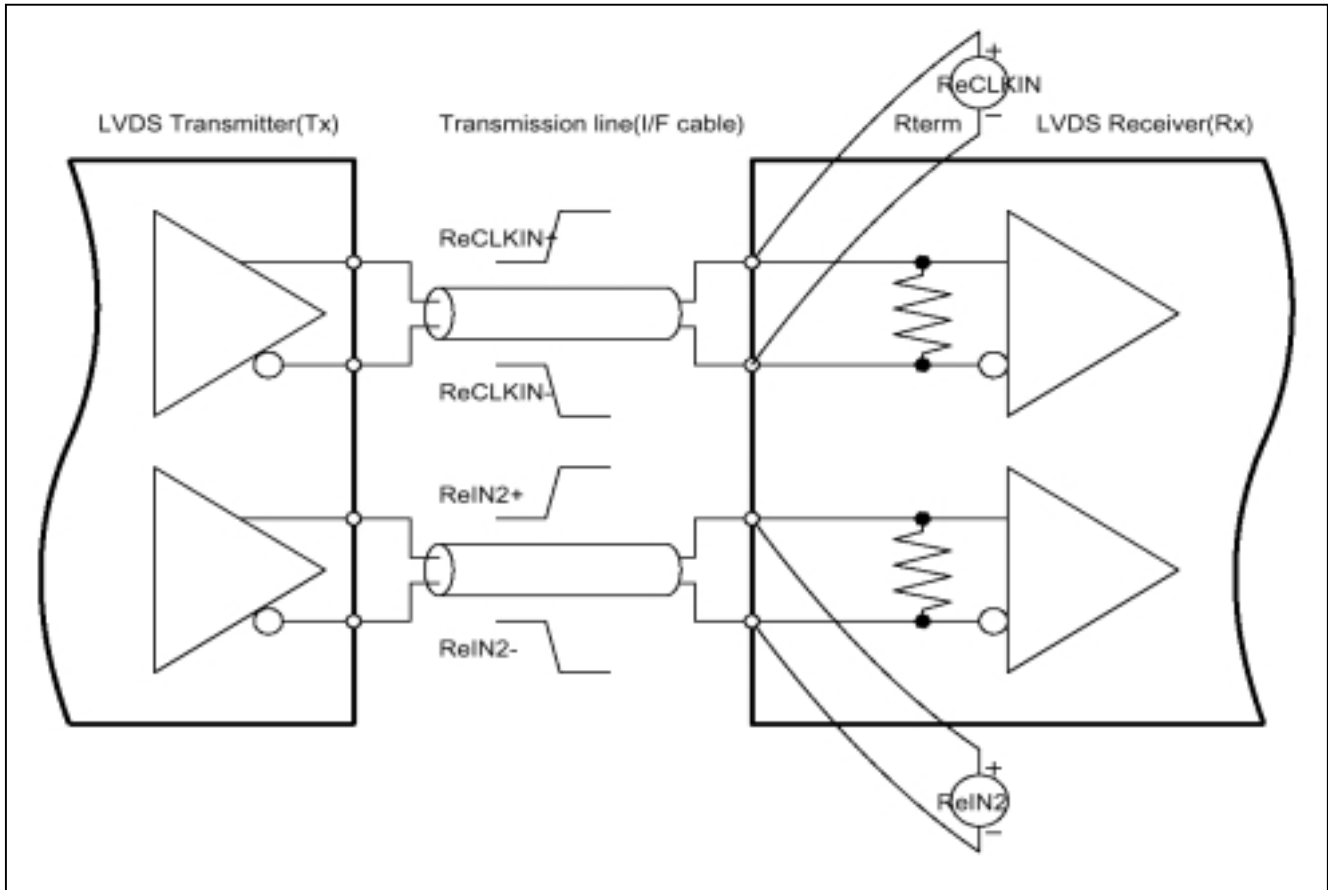 ReCLKIN
LVDS Transmitter(Tx)
Transmission line(I/F cable)
Rterm
LVDS Receiver(Rx)
ReCLKIN+
ReCLKIN-
ReIN2+
ReIN2-
+
−
+
ReIN2
−